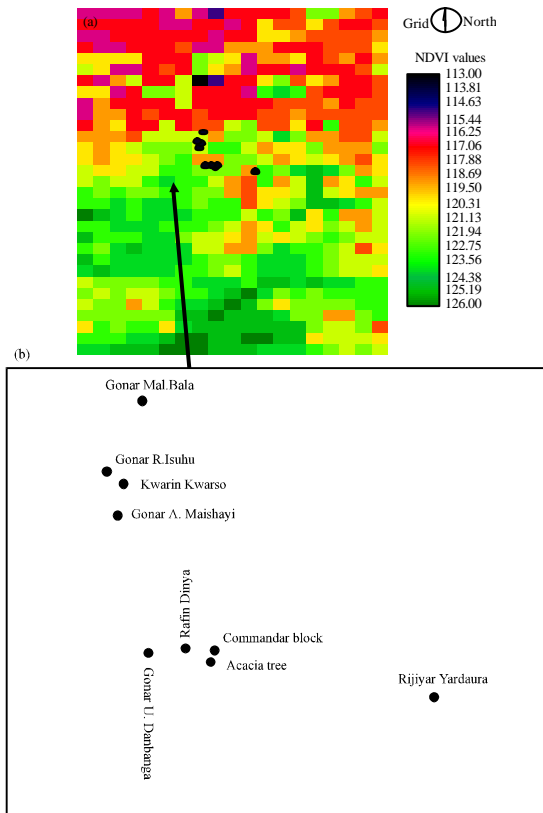 (a)
Grid North
NDVI values
113.00
113.81
114.63
115.44
116.25
117.06
117.88
118.69
119.50
120.31
121.13
121.94
122.75
123.56
124.38
125.19
126.00
(b)
Gonar Mal.Bala
Gonar R.Isuhu
Kwarin Kwarso
Gonar A. Maishayi
Rafin Dinya
Commandar block
Acacia tree
Gonar U. Danbanga
Rijiyar Yardaura